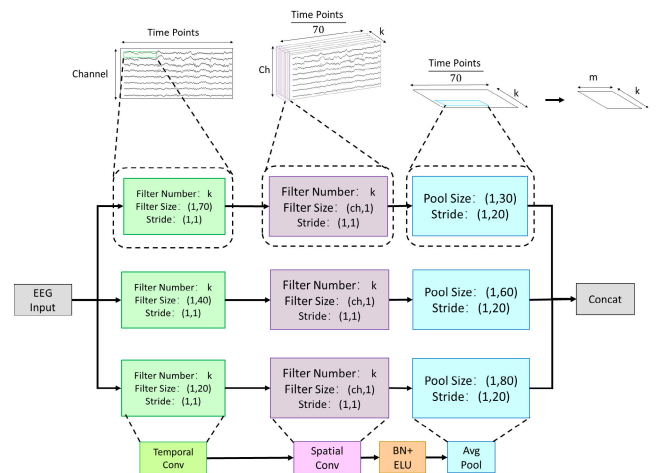 Time Points
Channel
Time Points
70
k
Ch
Time Points
70
k
m
k
Filter Number: k
Filter Size: (1,70)
Stride: (1,1)
Filter Number: k
Filter Size: (ch,1)
Stride: (1,1)
Pool Size: (1,30)
Stride: (1,20)
EEG
Input
Filter Number: k
Filter Size: (1,40)
Stride: (1,1)
Filter Number: k
Filter Size: (ch,1)
Stride: (1,1)
Pool Size: (1,60)
Stride: (1,20)
Concat
Filter Number: k
Filter Size: (1,20)
Stride: (1,1)
Filter Number: k
Filter Size: (ch,1)
Stride: (1,1)
Pool Size: (1,80)
Stride: (1,20)
Temporal
Conv
Spatial
Conv
BN+
ELU
Avg
Pool